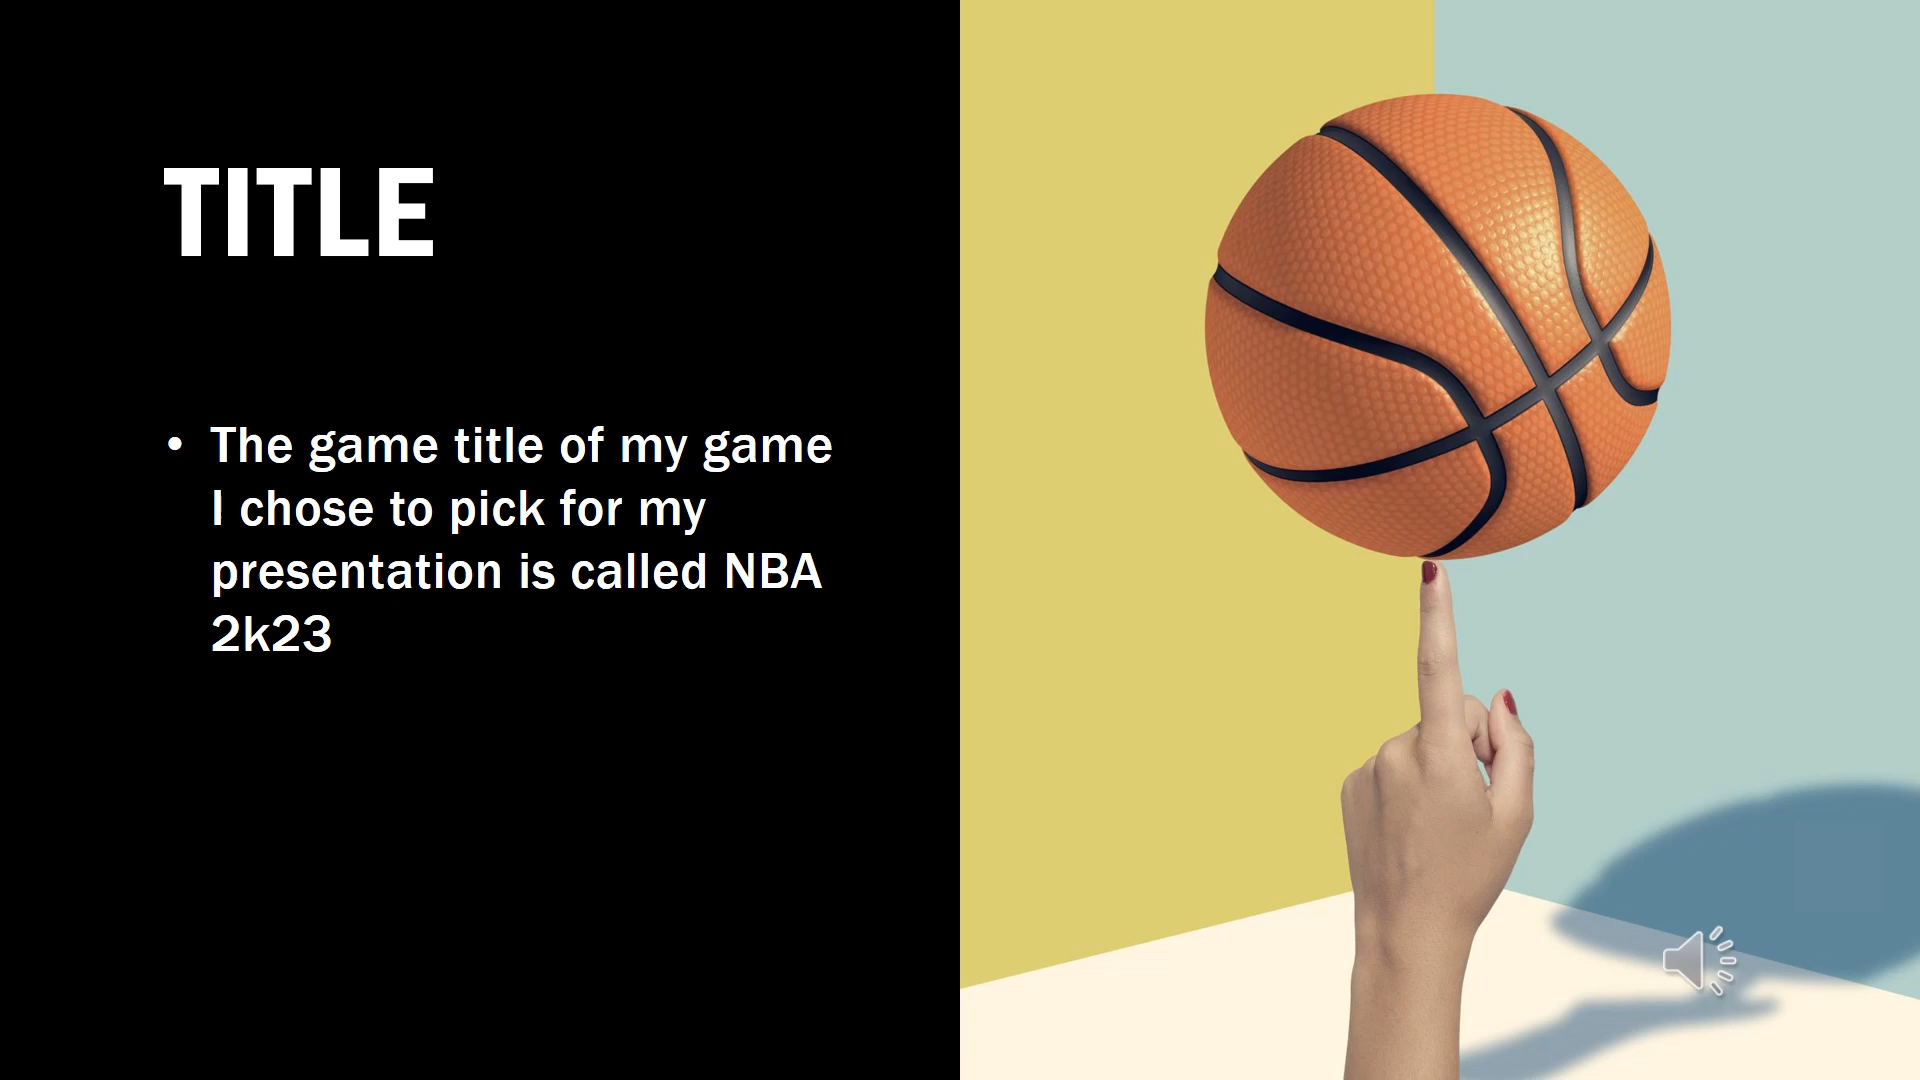 TITLE
• The game title of my game
I chose to pick for my
presentation is called NBA
2k23